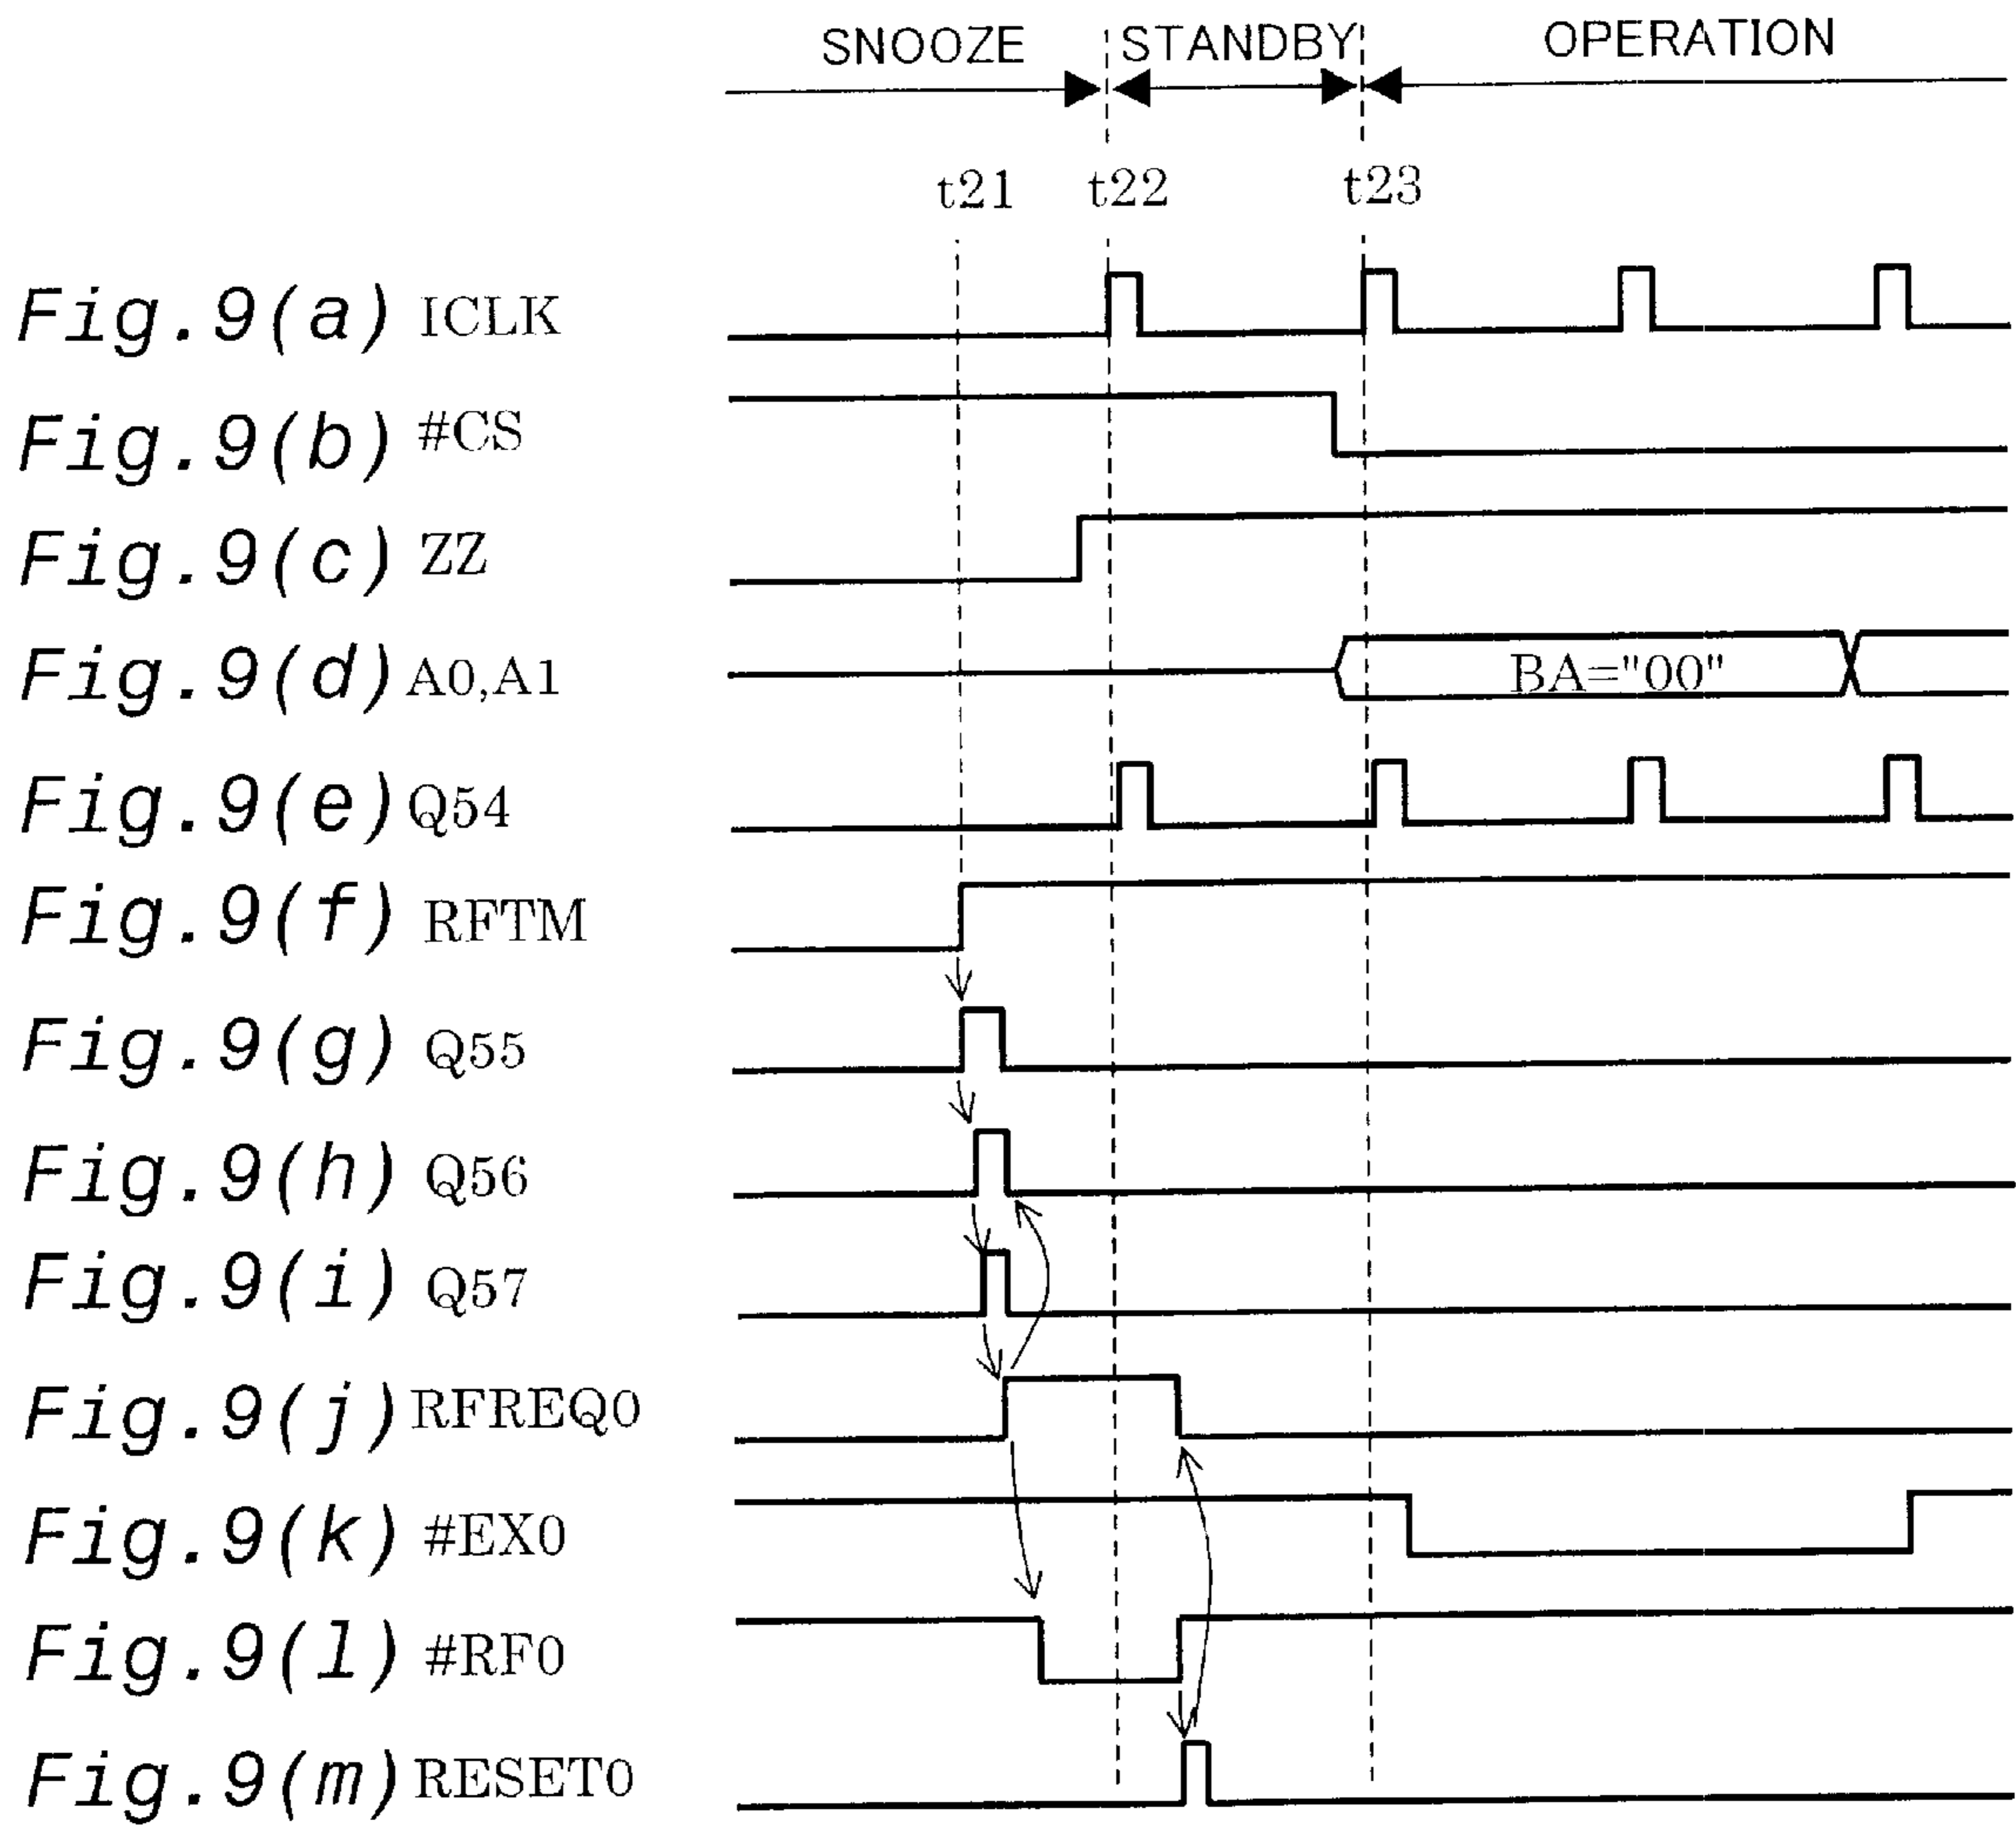 SNOOZE STANDBY OPERATION
t21 t22 t23
Fig.9(a) ICLK
Fig.9(b) #CS
Fig.9(c) ZZ
Fig.9(d) A0,A1 BA="00"
Fig.9(e) Q54
Fig.9(f) RFTM
Fig.9(g) Q55
Fig.9(h) Q56
Fig.9(i) Q57
Fig.9(j) RFREQ0
Fig.9(k) #EX0
Fig.9(l) #RF0
Fig.9(m) RESET0